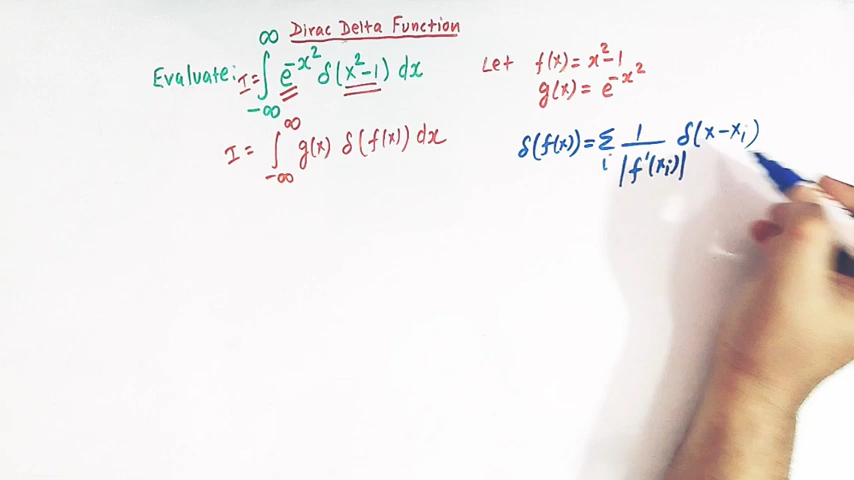 Dirac Delta Function
Evaluate: I = ∫_{-∞}^{∞} e^{-x²} δ(x²-1) dx
I = ∫_{-∞}^{∞} g(x) δ(f(x)) dx
Let f(x) = x²-1
g(x) = e^{-x²}
δ(f(x)) = Σ_i 1/|f'(x_i)| δ(x-x_i)